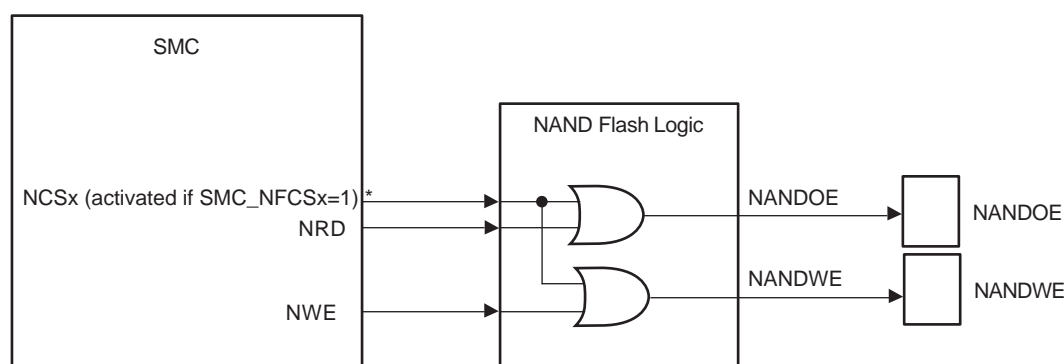 SMC
NAND Flash Logic
NCSx (activated if SMC_NFCSx=1) *
NANDOE
NANDOE
NRD
NANDWE
NANDWE
NWE